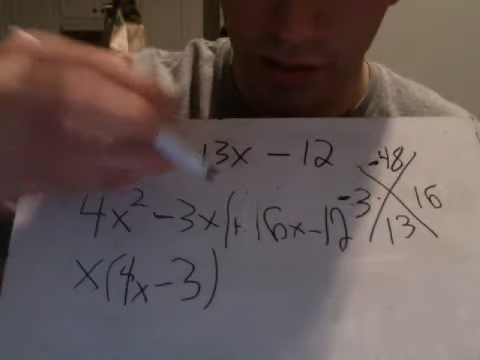 13x - 12
4x² - 3x | + 16x - 12
x(4x - 3)
-48
-3 16
13